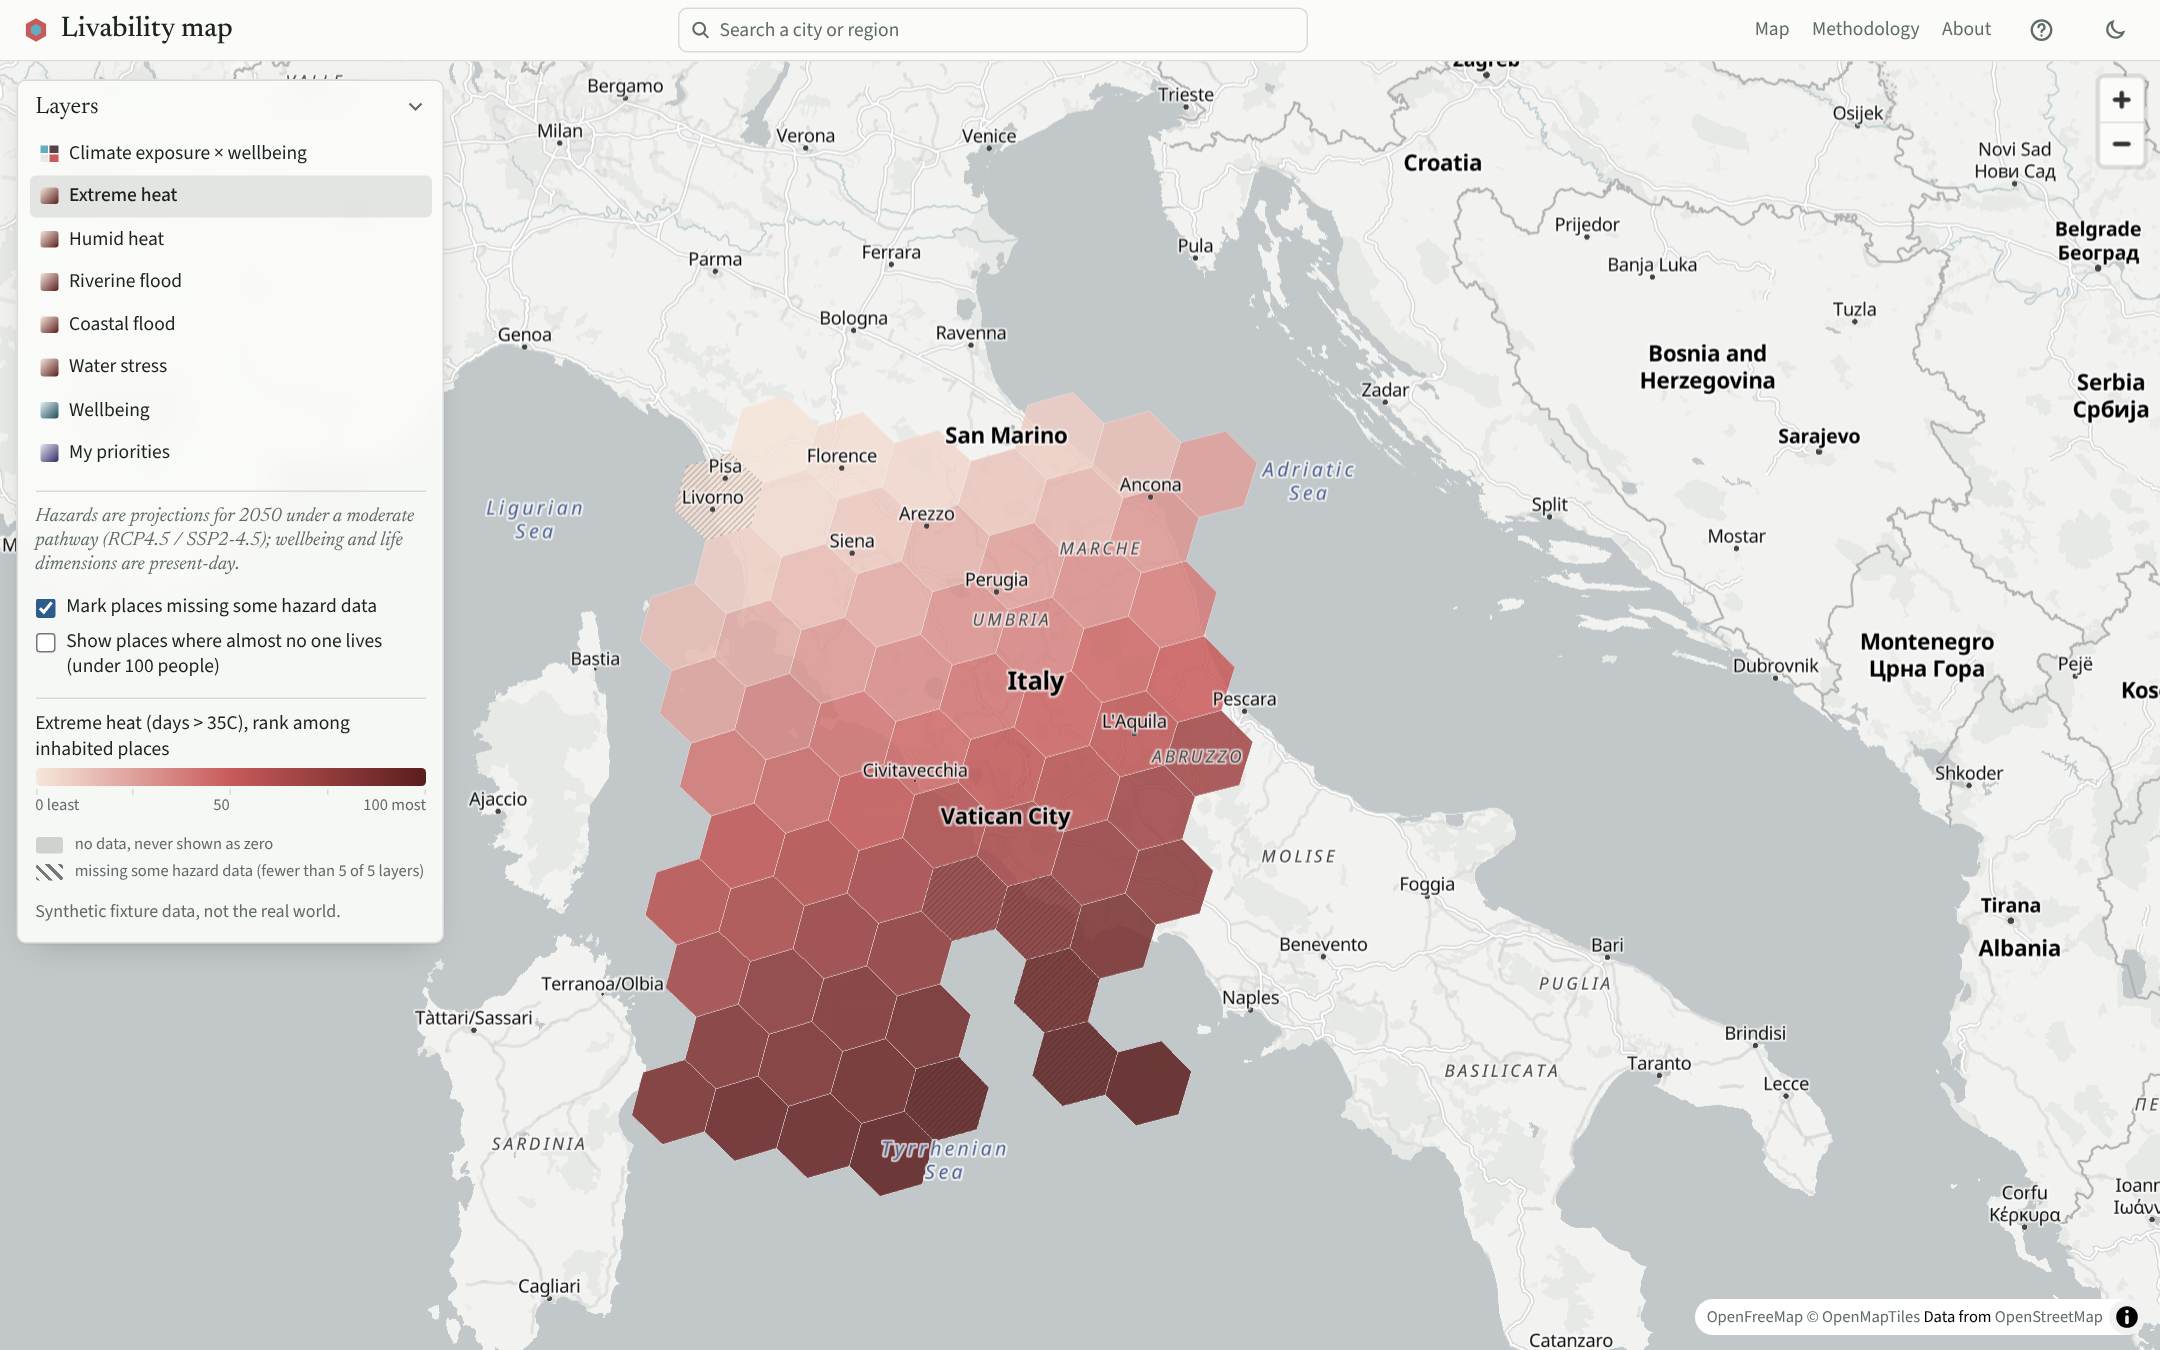 Livability map
Search a city or region
Map
Methodology
About
Layers
Climate exposure × wellbeing
Extreme heat
Humid heat
Riverine flood
Coastal flood
Water stress
Wellbeing
My priorities
Hazards are projections for 2050 under a moderate
pathway (RCP4.5 / SSP2-4.5); wellbeing and life
dimensions are present-day.
Mark places missing some hazard data
Show places where almost no one lives
(under 100 people)
Extreme heat (days > 35C), rank among
inhabited places
0 least
50
100 most
no data, never shown as zero
missing some hazard data (fewer than 5 of 5 layers)
Synthetic fixture data, not the real world.
Zagreb
Bergamo
Trieste
Osijek
Milan
Verona
Venice
Croatia
Novi Sad
Нови Сад
Prijedor
Belgrade
Београд
Pula
Parma
Ferrara
Banja Luka
Tuzla
Bologna
Ravenna
Genoa
Bosnia and
Herzegovina
Serbia
Србија
Zadar
San Marino
Sarajevo
Florence
Pisa
Adriatic
Sea
Ancona
Livorno
Ligurian
Sea
Arezzo
Split
Siena
Mostar
MARCHE
Perugia
UMBRIA
Montenegro
Црна Гора
Bastia
Dubrovnik
Pejë
Italy
Pescara
L'Aquila
ABRUZZO
Civitavecchia
Shkoder
Ajaccio
Vatican City
MOLISE
Foggia
Tirana
Albania
Benevento
Bari
Terranoa/Olbia
PUGLIA
Naples
Tàttari/Sassari
Brindisi
Taranto
BASILICATA
Lecce
SARDINIA
Tyrrhenian
Sea
Corfu
Κέρκυρα
Cagliari
Catanzaro
OpenFreeMap © OpenMapTiles Data from OpenStreetMap